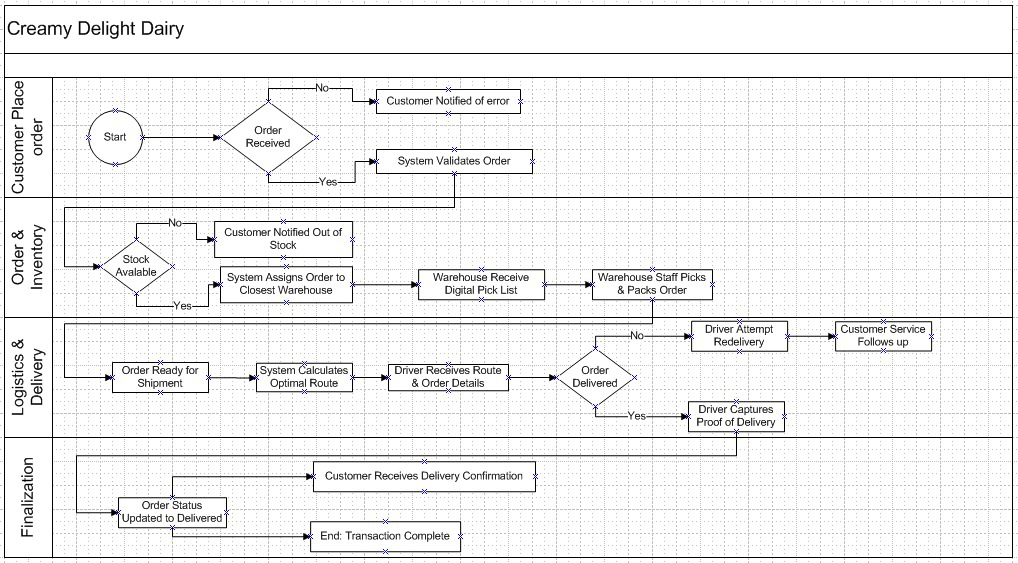 Creamy Delight Dairy
Customer Place
order
Start
Order
Received
No
Customer Notified of error
Yes
System Validates Order
Order &
Inventory
Stock
Avalable
No
Customer Notified Out of
Stock
Yes
System Assigns Order to
Closest Warehouse
Warehouse Receive
Digital Pick List
Warehouse Staff Picks
& Packs Order
Logistics &
Delivery
Order Ready for
Shipment
System Calculates
Optimal Route
Driver Receives Route
& Order Details
Order
Delivered
No
Driver Attempt
Redelivery
Customer Service
Follows up
Yes
Driver Captures
Proof of Delivery
Finalization
Order Status
Updated to Delivered
Customer Receives Delivery Confirmation
End: Transaction Complete